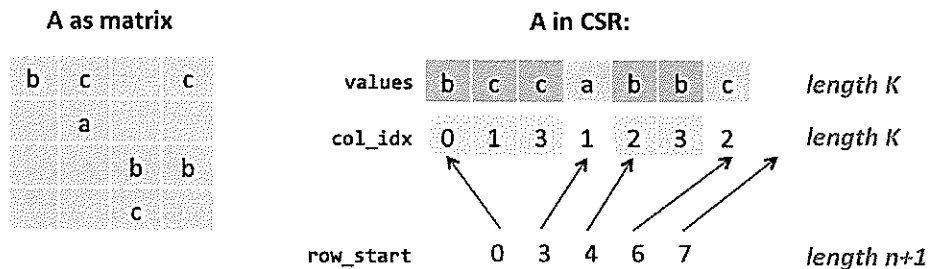 A as matrix
b c c
a
b b
c
A in CSR:
values b c c a b b c length K
col_idx 0 1 3 1 2 3 2 length K
row_start 0 3 4 6 7 length n+1